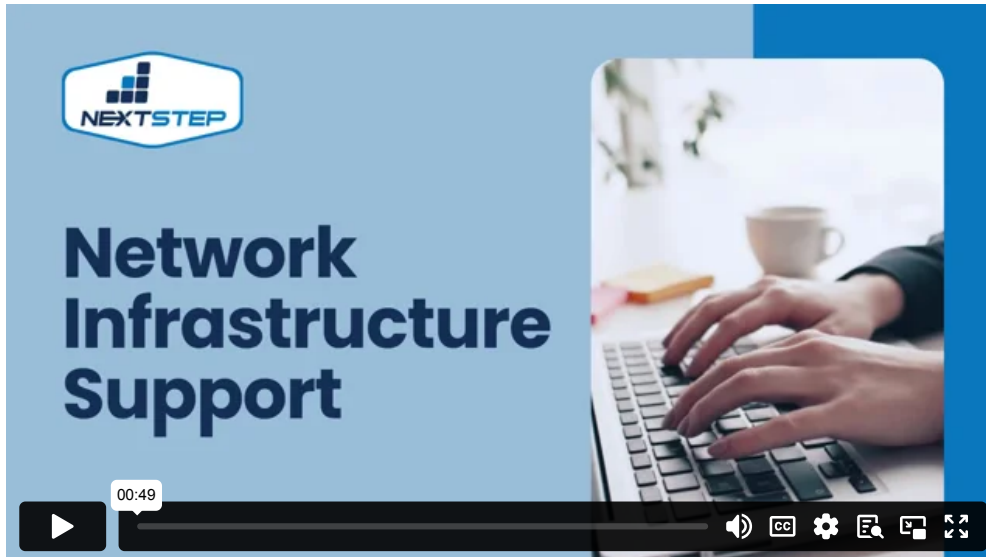 NEXTSTEP
Network
Infrastructure
Support
00:49
CC